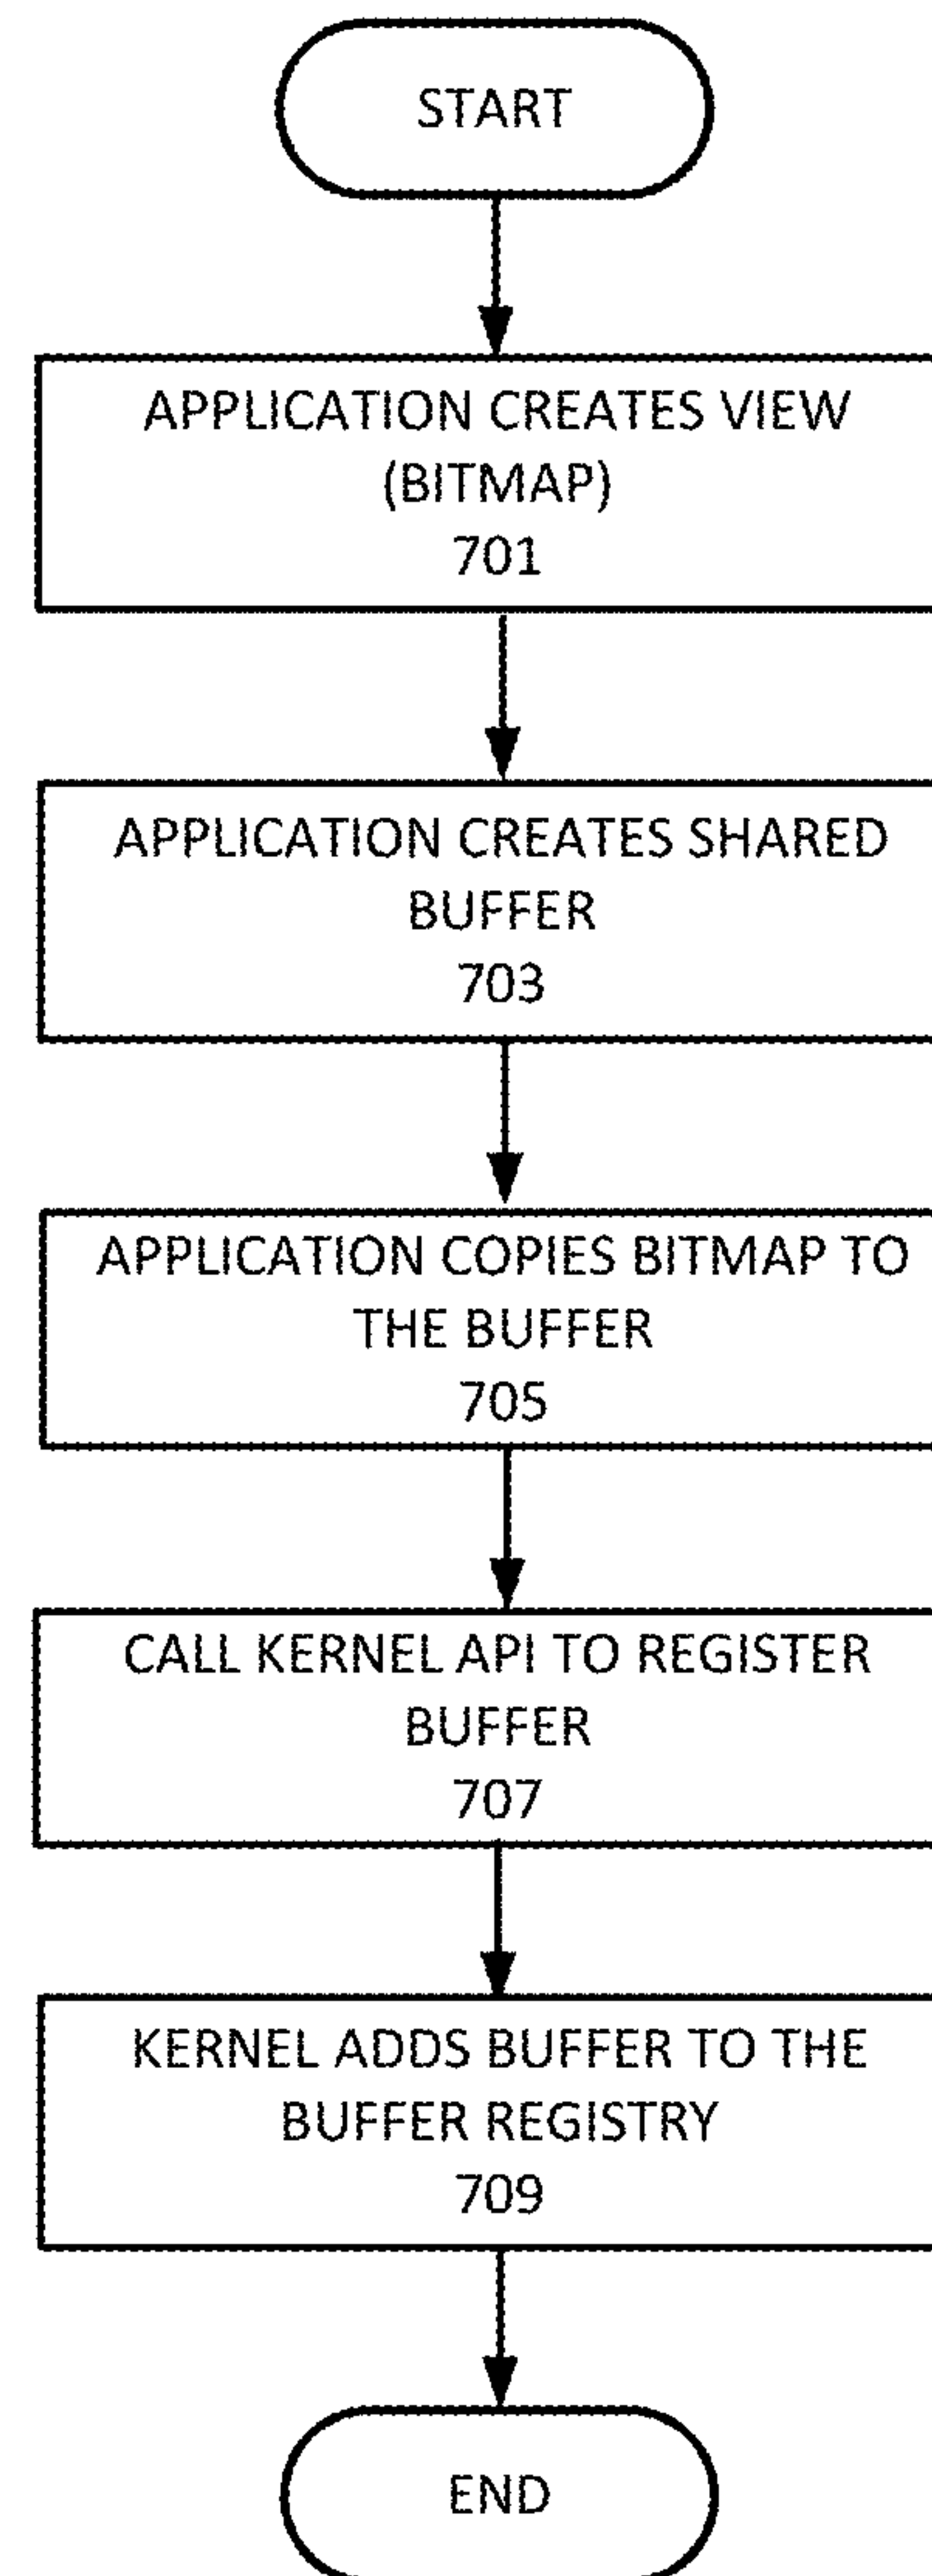 START
APPLICATION CREATES VIEW
(BITMAP)
701
APPLICATION CREATES SHARED
BUFFER
703
APPLICATION COPIES BITMAP TO
THE BUFFER
705
CALL KERNEL API TO REGISTER
BUFFER
707
KERNEL ADDS BUFFER TO THE
BUFFER REGISTRY
709
END